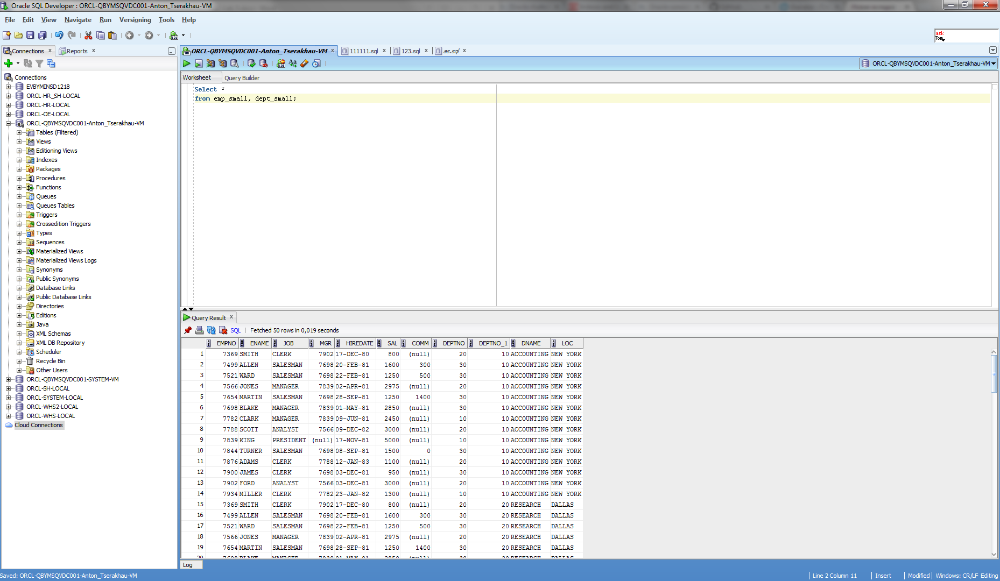 Oracle SQL Developer : ORCL-QBYMSQVDC001-Anton_Tserakhau-VM
File Edit View Navigate Run Versioning Tools Help
ask
Tom
Connections x Reports x
ORCL-QBYMSQVDC001-Anton_Tserakhau-VM x 111111.sql x 123.sql x as.sql x
ORCL-QBYMSQVDC001-Anton_Tserakhau-VM
Worksheet Query Builder
Select *
from emp_small, dept_small;
Connections
EVBYMINSD1218
ORCL-HR_SH-LOCAL
ORCL-HR-LOCAL
ORCL-OE-LOCAL
ORCL-QBYMSQVDC001-Anton_Tserakhau-VM
Tables (Filtered)
Views
Editioning Views
Indexes
Packages
Procedures
Functions
Queues
Queues Tables
Triggers
Crossedition Triggers
Types
Sequences
Materialized Views
Materialized Views Logs
Synonyms
Public Synonyms
Database Links
Public Database Links
Directories
Editions
Java
XML Schemas
XML DB Repository
Scheduler
Recycle Bin
Other Users
ORCL-QBYMSQVDC001-SYSTEM-VM
ORCL-SH-LOCAL
ORCL-SYSTEM-LOCAL
ORCL-WHS2-LOCAL
ORCL-WHS-LOCAL
Cloud Connections
Query Result x
SQL | Fetched 50 rows in 0,019 seconds
EMPNO ENAME JOB MGR HIREDATE SAL COMM DEPTNO DEPTNO_1 DNAME LOC
1 7369 SMITH CLERK 7902 17-DEC-80 800 (null) 20 10 ACCOUNTING NEW YORK
2 7499 ALLEN SALESMAN 7698 20-FEB-81 1600 300 30 10 ACCOUNTING NEW YORK
3 7521 WARD SALESMAN 7698 22-FEB-81 1250 500 30 10 ACCOUNTING NEW YORK
4 7566 JONES MANAGER 7839 02-APR-81 2975 (null) 20 10 ACCOUNTING NEW YORK
5 7654 MARTIN SALESMAN 7698 28-SEP-81 1250 1400 30 10 ACCOUNTING NEW YORK
6 7698 BLAKE MANAGER 7839 01-MAY-81 2850 (null) 30 10 ACCOUNTING NEW YORK
7 7782 CLARK MANAGER 7839 09-JUN-81 2450 (null) 10 10 ACCOUNTING NEW YORK
8 7788 SCOTT ANALYST 7566 09-DEC-82 3000 (null) 20 10 ACCOUNTING NEW YORK
9 7839 KING PRESIDENT (null) 17-NOV-81 5000 (null) 10 10 ACCOUNTING NEW YORK
10 7844 TURNER SALESMAN 7698 08-SEP-81 1500 0 30 10 ACCOUNTING NEW YORK
11 7876 ADAMS CLERK 7788 12-JAN-83 1100 (null) 20 10 ACCOUNTING NEW YORK
12 7900 JAMES CLERK 7698 03-DEC-81 950 (null) 30 10 ACCOUNTING NEW YORK
13 7902 FORD ANALYST 7566 03-DEC-81 3000 (null) 20 10 ACCOUNTING NEW YORK
14 7934 MILLER CLERK 7782 23-JAN-82 1300 (null) 10 10 ACCOUNTING NEW YORK
15 7369 SMITH CLERK 7902 17-DEC-80 800 (null) 20 20 RESEARCH DALLAS
16 7499 ALLEN SALESMAN 7698 20-FEB-81 1600 300 30 20 RESEARCH DALLAS
17 7521 WARD SALESMAN 7698 22-FEB-81 1250 500 30 20 RESEARCH DALLAS
18 7566 JONES MANAGER 7839 02-APR-81 2975 (null) 20 20 RESEARCH DALLAS
19 7654 MARTIN SALESMAN 7698 28-SEP-81 1250 1400 30 20 RESEARCH DALLAS
Log
Saved: ORCL-QBYMSQVDC001-Anton_Tserakhau-VM
Line 2 Column 11 | Insert | Modified | Windows: CR/LF Editing